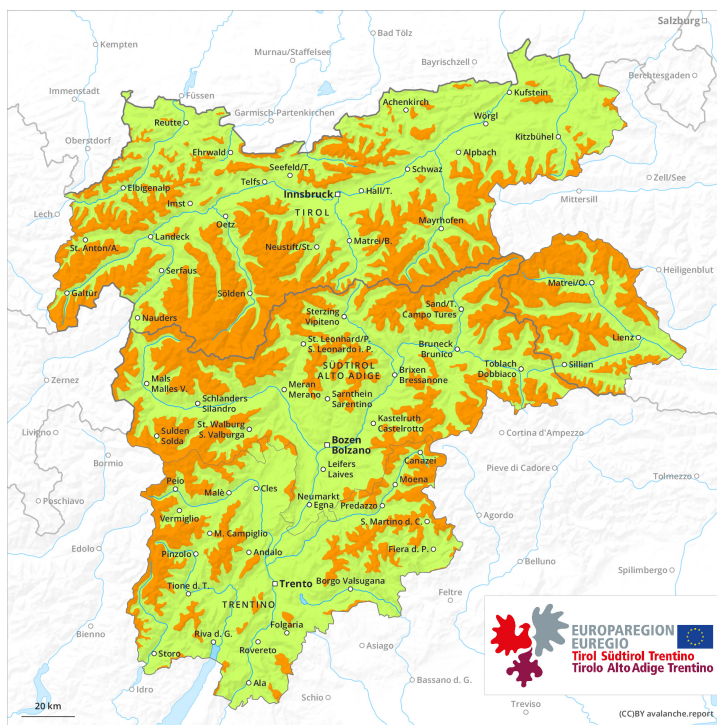 Salzburg
Kempten
Bad Tölz
Murnau/Staffelsee
Bayrischzell
Berchtesgaden
Immenstadt
Füssen
Garmisch-Partenkirchen
Achenkirch
Kufstein
Reutte
Wörgl
Oberstdorf
Ehrwald
Kitzbühel
Alpbach
Seefeld/T.
Schwaz
Telfs
Zell/See
Elbigenalp
Innsbruck
Hall/T.
Mittersill
Imst
TIROL
Lech
Oetz
Mayrhofen
Landeck
St. Anton/A.
Neustift/St.
Matrei/B.
Heiligenblut
Serfaus
Matrei/O.
Galtür
Sölden
Nauders
Sand/T.
Campo Tures
Sterzing
Vipiteno
Lienz
St. Leonhard/P.
S. Leonardo i. P.
Bruneck
Brunico
Toblach
Dobbiaco
Sillian
SÜDTIROL
ALTO ADIGE
Brixen
Bressanone
Zernez
Mals
Malles V.
Meran
Merano
Schlanders
Silandro
Sarnthein
Sarentino
St. Walburg
S. Valburga
Kastelruth
Castelrotto
Livigno
Sulden
Solda
Bozen
Bolzano
Cortina d'Ampezzo
Bormio
Canazei
Pieve di Cadore
Leifers
Laives
Tolmezzo
Peio
Moena
Poschiavo
Malè
Cles
Neumarkt
Egna
Predazzo
Vermiglio
Agordo
S. Martino d. C.
M. Campiglio
Edolo
Pinzolo
Andalo
Fiera d. P.
Belluno
Spilimbergo
Tione d. T.
Trento
Borgo Valsugana
Feltre
TRENTINO
Folgaria
Bienno
Riva d. G.
Rovereto
Storo
Asiago
Ala
Bassano d. G.
Idro
Schio
Treviso
EUROPAREGION
EUREGIO
Tirol Südtirol Trentino
Tirolo Alto Adige Trentino
20 km
(CC)BY avalanche.report